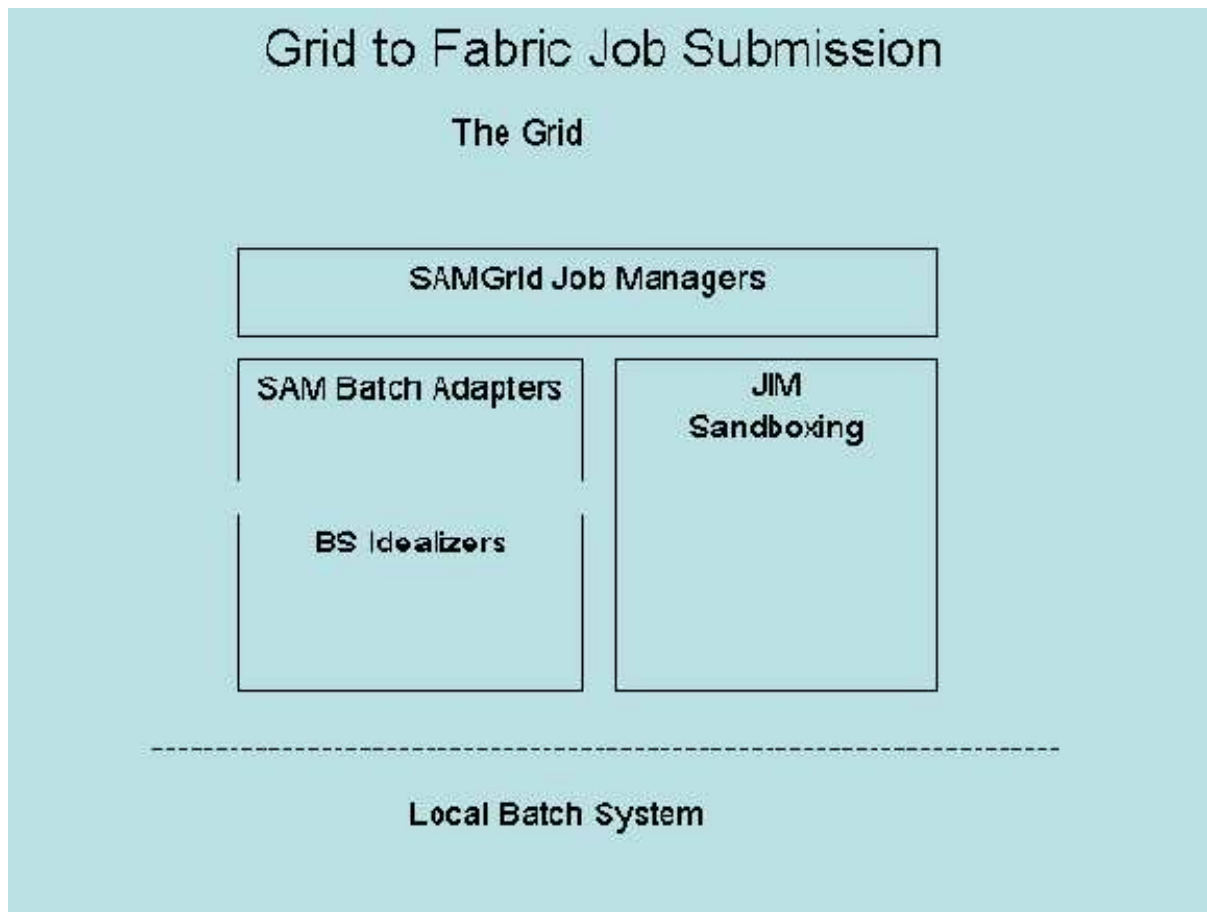 Grid to Fabric Job Submission
The Grid
SAMGrid Job Managers
SAM Batch Adapters
JIM
Sandboxing
BS Idealizers
Local Batch System